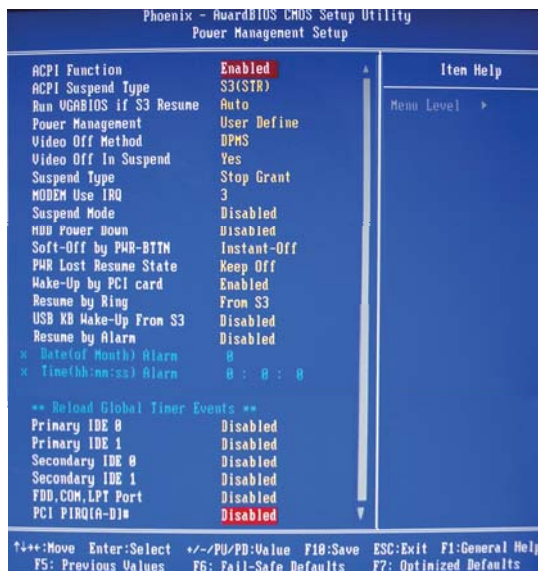 Phoenix - AwardBIOS CMOS Setup Utility
Power Management Setup
ACPI Function Enabled
ACPI Suspend Type S3(STR)
Run VGABIOS if S3 Resume Auto
Power Management User Define
Video Off Method DPMS
Video Off In Suspend Yes
Suspend Type Stop Grant
MODEM Use IRQ 3
Suspend Mode Disabled
HDD Power Down Disabled
Soft-Off by PWR-BTTN Instant-Off
PWR Lost Resume State Keep Off
Wake-Up by PCI card Enabled
Resume by Ring From S3
USB KB Wake-Up From S3 Disabled
Resume by Alarm Disabled
x Date(of Month) Alarm 0
x Time(hh:mm:ss) Alarm 0 : 0 : 0
** Reload Global Timer Events **
Primary IDE 0 Disabled
Primary IDE 1 Disabled
Secondary IDE 0 Disabled
Secondary IDE 1 Disabled
FDD,COM,LPT Port Disabled
PCI PIRQ[A-D]# Disabled
Item Help
Menu Level ▸
↑↓→←:Move Enter:Select +/-/PU/PD:Value F10:Save ESC:Exit F1:General Help
F5: Previous Values F6: Fail-Safe Defaults F7: Optimized Defaults